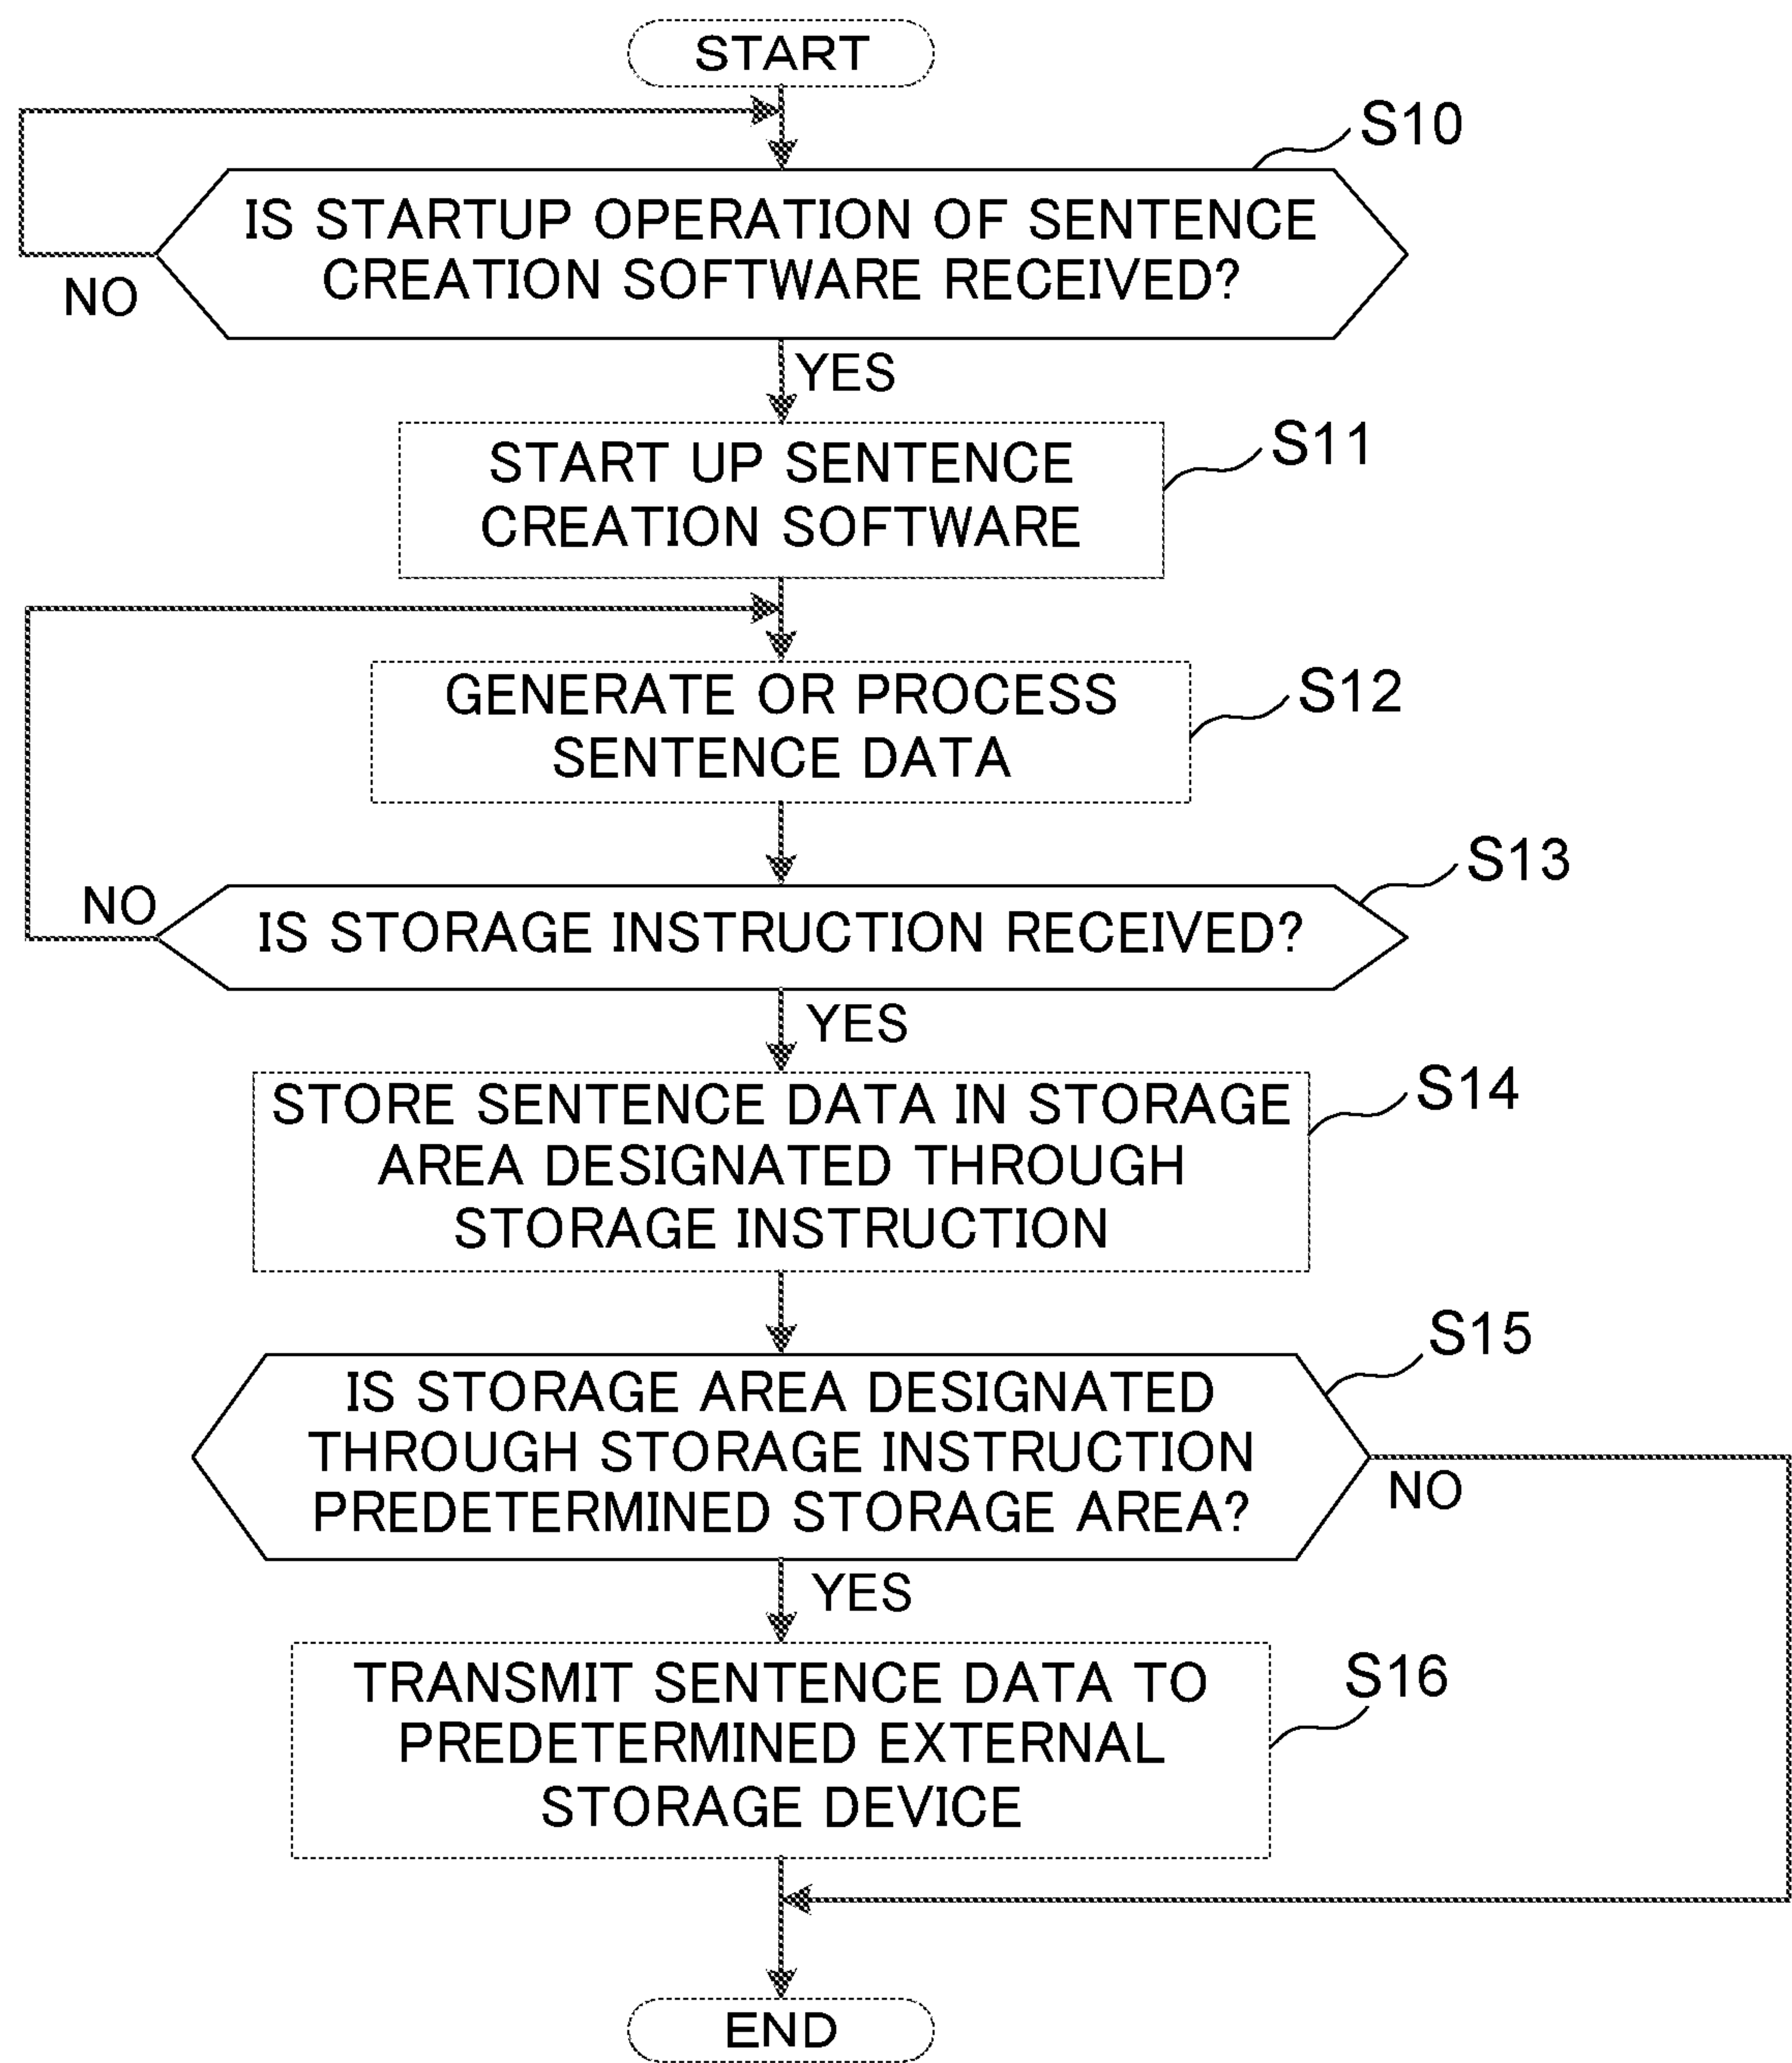 START
S10
IS STARTUP OPERATION OF SENTENCE
CREATION SOFTWARE RECEIVED?
NO
YES
S11
START UP SENTENCE
CREATION SOFTWARE
S12
GENERATE OR PROCESS
SENTENCE DATA
S13
NO
IS STORAGE INSTRUCTION RECEIVED?
YES
S14
STORE SENTENCE DATA IN STORAGE
AREA DESIGNATED THROUGH
STORAGE INSTRUCTION
S15
IS STORAGE AREA DESIGNATED
THROUGH STORAGE INSTRUCTION
PREDETERMINED STORAGE AREA?
NO
YES
S16
TRANSMIT SENTENCE DATA TO
PREDETERMINED EXTERNAL
STORAGE DEVICE
END